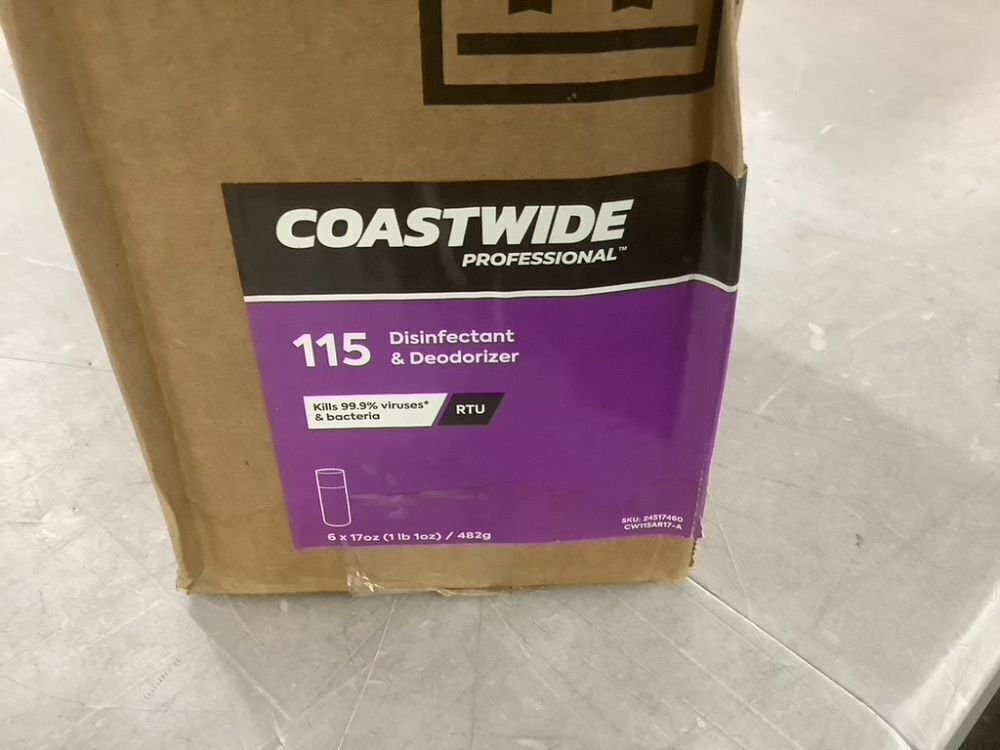 COASTWIDE
PROFESSIONAL™
115 Disinfectant
& Deodorizer
Kills 99.9% viruses*
& bacteria
RTU
6 x 17oz (1 lb 1oz) / 482g
SKU: 24517460
CW115AR17-A